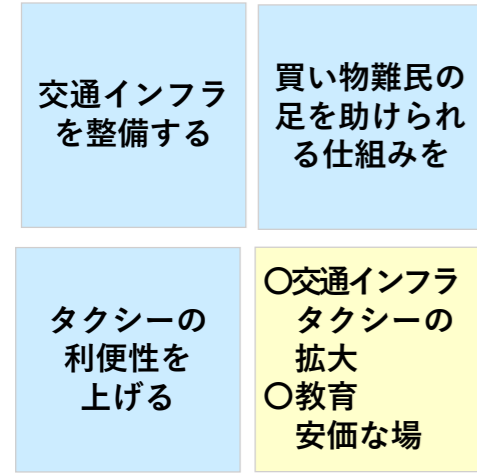 交通インフラ
を整備する
買い物難民の
足を助けられ
る仕組みを
タクシーの
利便性を
上げる
〇交通インフラ
タクシーの
拡大
〇教育
安価な場